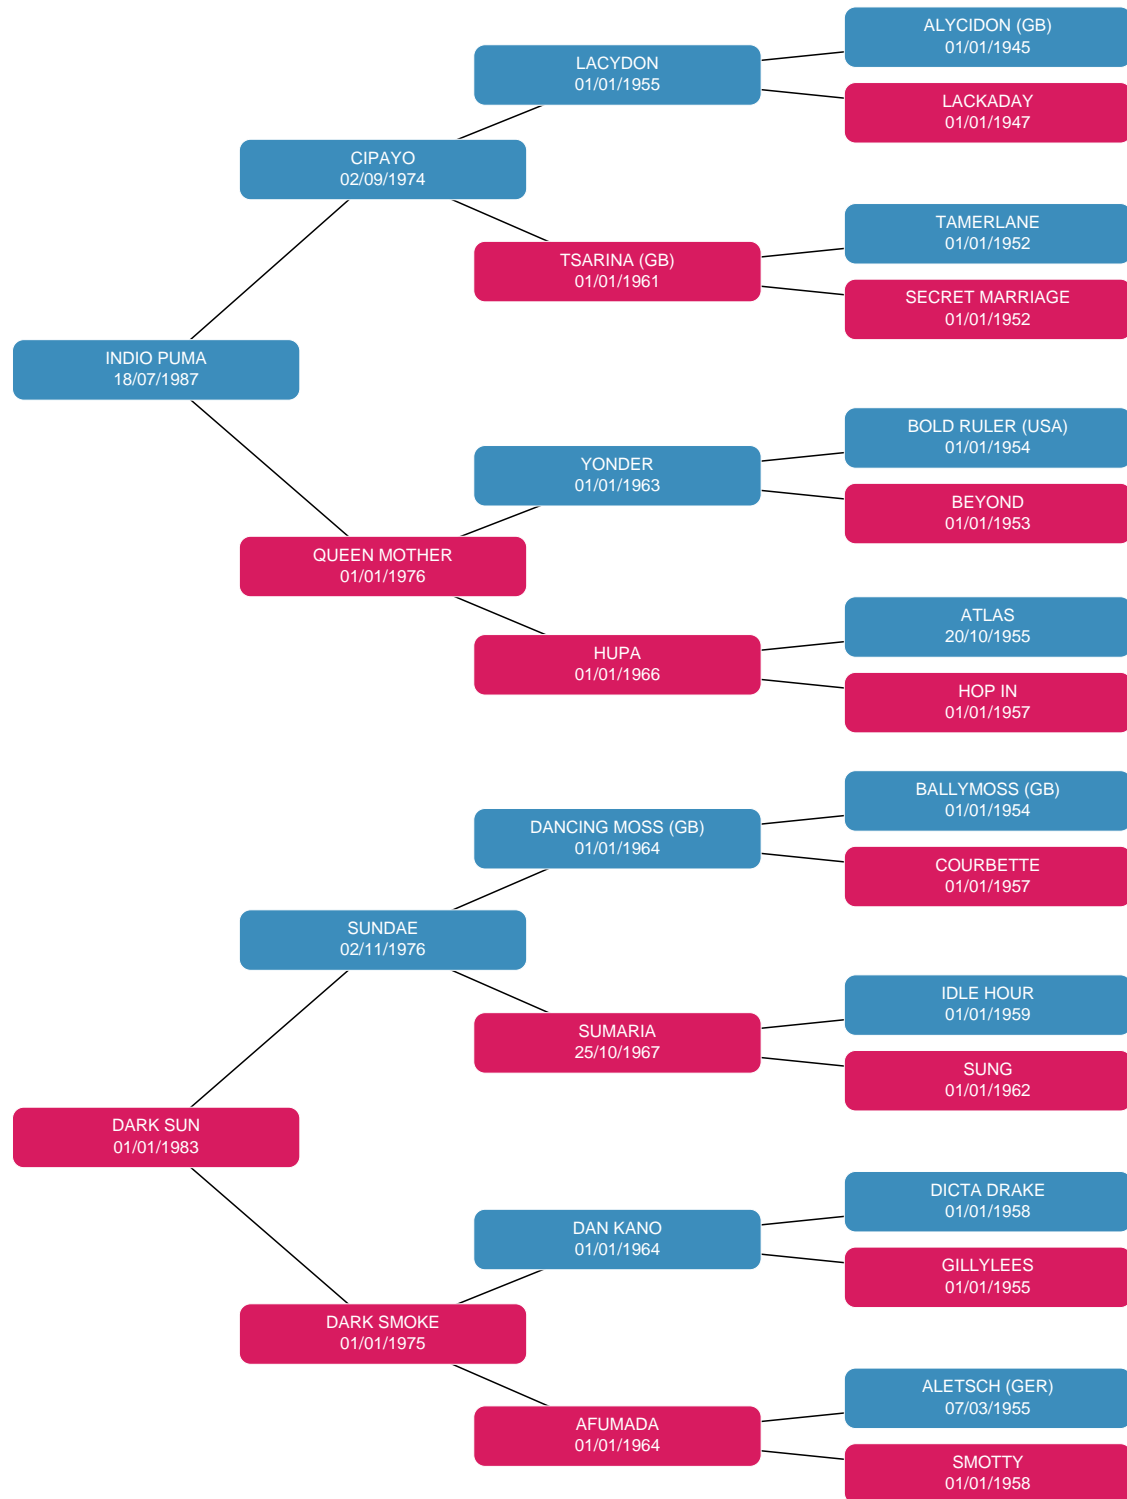 ALYCIDON (GB)
01/01/1945
LACYDON
01/01/1955
LACKADAY
01/01/1947
CIPAYO
02/09/1974
TAMERLANE
01/01/1952
TSARINA (GB)
01/01/1961
SECRET MARRIAGE
01/01/1952
INDIO PUMA
18/07/1987
BOLD RULER (USA)
01/01/1954
YONDER
01/01/1963
BEYOND
01/01/1953
QUEEN MOTHER
01/01/1976
ATLAS
20/10/1955
HUPA
01/01/1966
HOP IN
01/01/1957
BALLYMOSS (GB)
01/01/1954
DANCING MOSS (GB)
01/01/1964
COURBETTE
01/01/1957
SUNDAE
02/11/1976
IDLE HOUR
01/01/1959
SUMARIA
25/10/1967
SUNG
01/01/1962
DARK SUN
01/01/1983
DICTA DRAKE
01/01/1958
DAN KANO
01/01/1964
GILLYLEES
01/01/1955
DARK SMOKE
01/01/1975
ALETSCH (GER)
07/03/1955
AFUMADA
01/01/1964
SMOTTY
01/01/1958